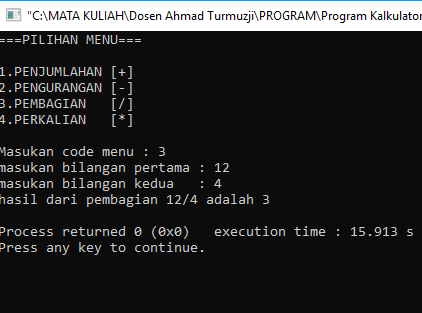 "C:\MATA KULIAH\Dosen Ahmad Turmuzji\PROGRAM\Program Kalkulator
===PILIHAN MENU===
1.PENJUMLAHAN [+]
2.PENGURANGAN [-]
3.PEMBAGIAN   [/]
4.PERKALIAN   [*]
Masukan code menu : 3
masukan bilangan pertama : 12
masukan bilangan kedua   : 4
hasil dari pembagian 12/4 adalah 3
Process returned 0 (0x0)   execution time : 15.913 s
Press any key to continue.